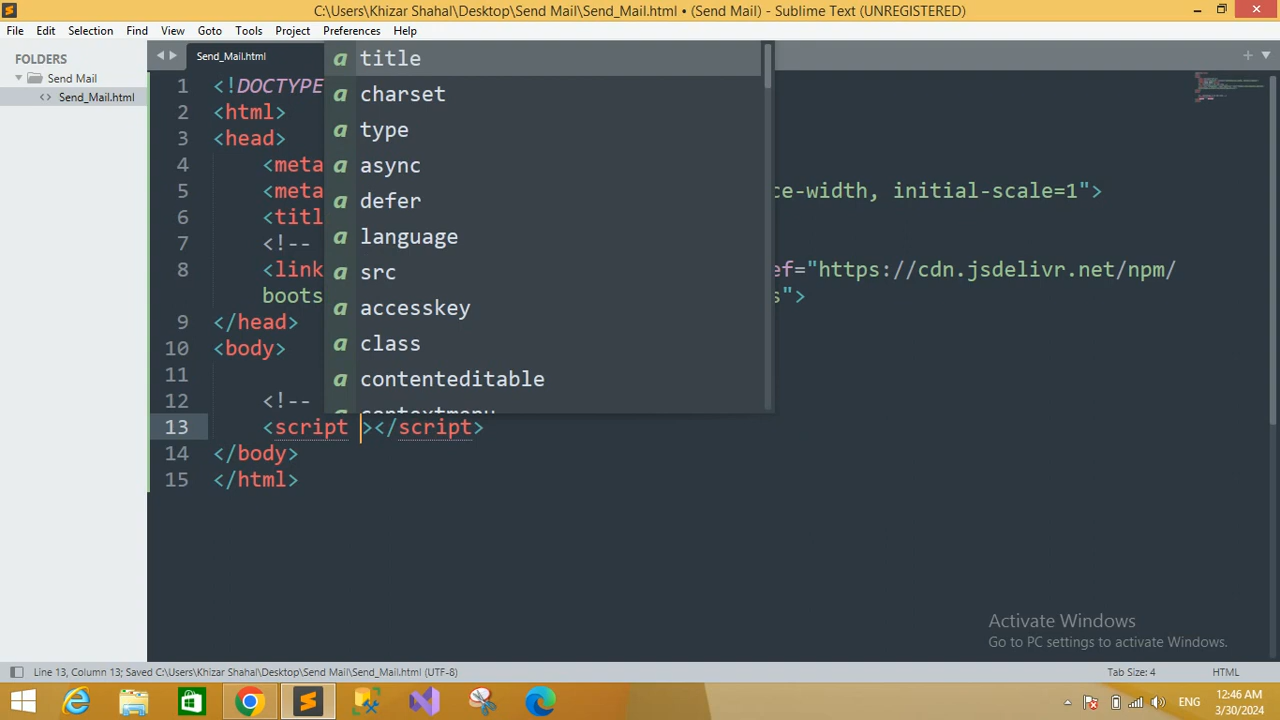 C:\Users\Khizar Shahal\Desktop\Send Mail\Send_Mail.html • (Send Mail) - Sublime Text (UNREGISTERED)
File Edit Selection Find View Goto Tools Project Preferences Help
FOLDERS
Send Mail
<> Send_Mail.html
Send_Mail.html
1 <!DOCTYPE
2 <html>
3 <head>
4 <meta
5 <meta ce-width, initial-scale=1">
6 <titl
7 <!--
8 <link ef="https://cdn.jsdelivr.net/npm/
boots s">
9 </head>
10 <body>
11
12 <!--
13 <script ></script>
14 </body>
15 </html>
a title
a charset
a type
a async
a defer
a language
a src
a accesskey
a class
a contenteditable
a contextmenu
Activate Windows
Go to PC settings to activate Windows.
Line 13, Column 13; Saved C:\Users\Khizar Shahal\Desktop\Send Mail\Send_Mail.html (UTF-8)
Tab Size: 4
HTML
ENG
12:46 AM
3/30/2024